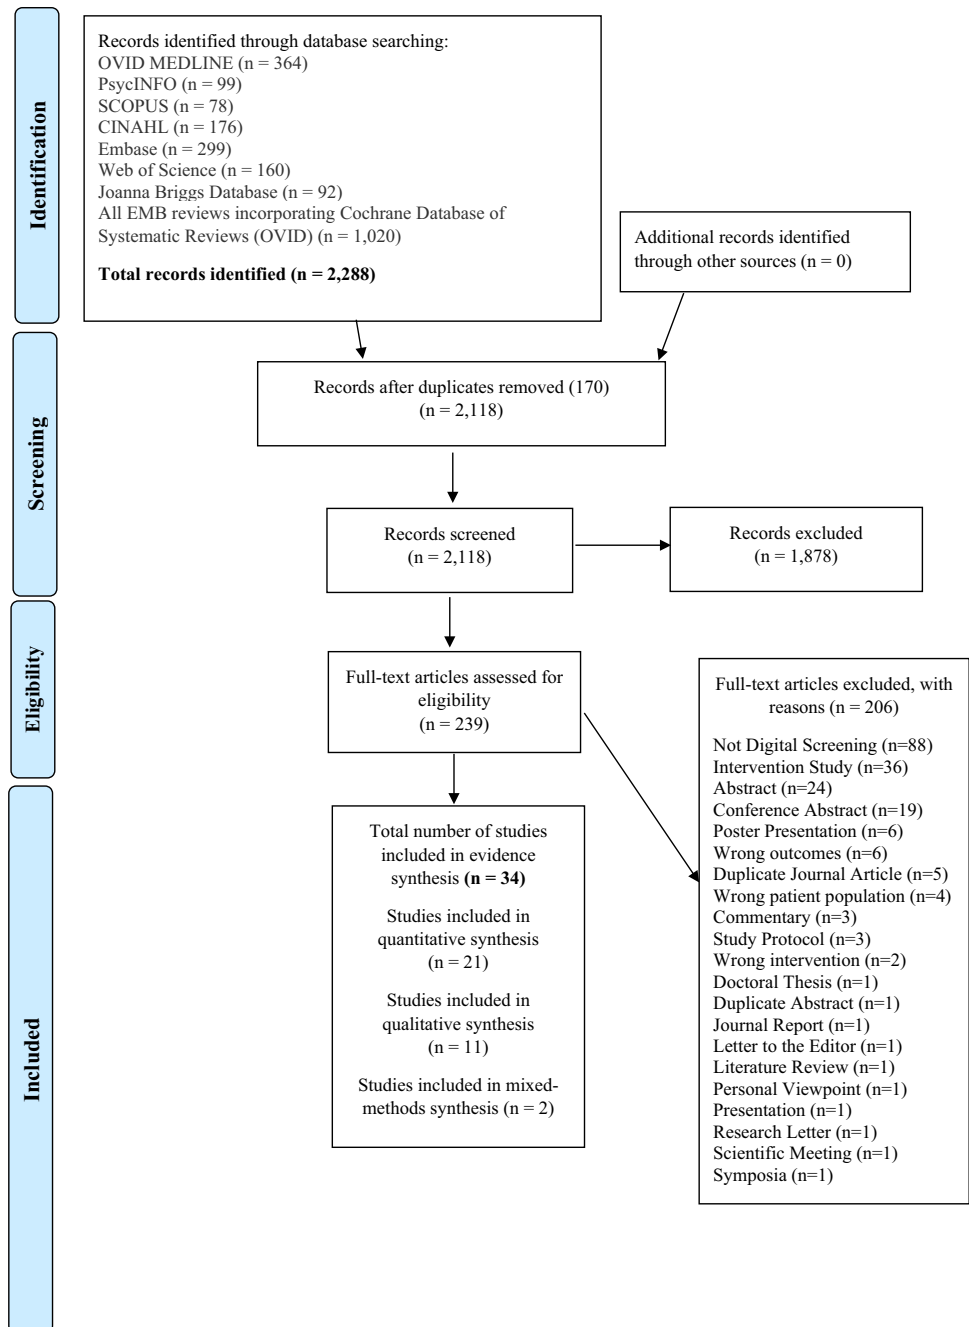 Identification
Records identified through database searching:
OVID MEDLINE (n = 364)
PsycINFO (n = 99)
SCOPUS (n = 78)
CINAHL (n = 176)
Embase (n = 299)
Web of Science (n = 160)
Joanna Briggs Database (n = 92)
All EMB reviews incorporating Cochrane Database of
Systematic Reviews (OVID) (n = 1,020)
Total records identified (n = 2,288)
Additional records identified
through other sources (n = 0)
Screening
Records after duplicates removed (170)
(n = 2,118)
Records screened
(n = 2,118)
Records excluded
(n = 1,878)
Eligibility
Full-text articles assessed for
eligibility
(n = 239)
Full-text articles excluded, with
reasons (n = 206)
Not Digital Screening (n=88)
Intervention Study (n=36)
Abstract (n=24)
Conference Abstract (n=19)
Poster Presentation (n=6)
Wrong outcomes (n=6)
Duplicate Journal Article (n=5)
Wrong patient population (n=4)
Commentary (n=3)
Study Protocol (n=3)
Wrong intervention (n=2)
Doctoral Thesis (n=1)
Duplicate Abstract (n=1)
Journal Report (n=1)
Letter to the Editor (n=1)
Literature Review (n=1)
Personal Viewpoint (n=1)
Presentation (n=1)
Research Letter (n=1)
Scientific Meeting (n=1)
Symposia (n=1)
Included
Total number of studies
included in evidence
synthesis (n = 34)
Studies included in
quantitative synthesis
(n = 21)
Studies included in
qualitative synthesis
(n = 11)
Studies included in mixed-
methods synthesis (n = 2)